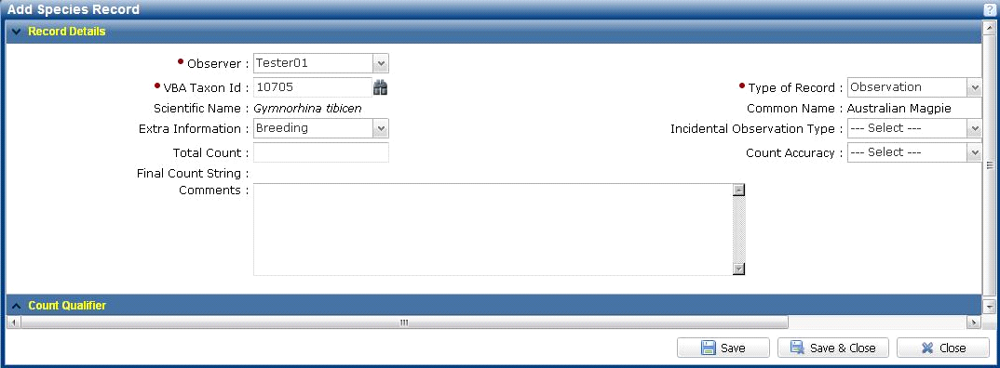 Add Species Record ?
Record Details
• Observer : Tester01
• VBA Taxon Id : 10705 • Type of Record : Observation
Scientific Name : Gymnorhina tibicen Common Name : Australian Magpie
Extra Information : Breeding Incidental Observation Type : --- Select ---
Total Count : Count Accuracy : --- Select ---
Final Count String :
Comments :
Count Qualifier
Save Save & Close Close